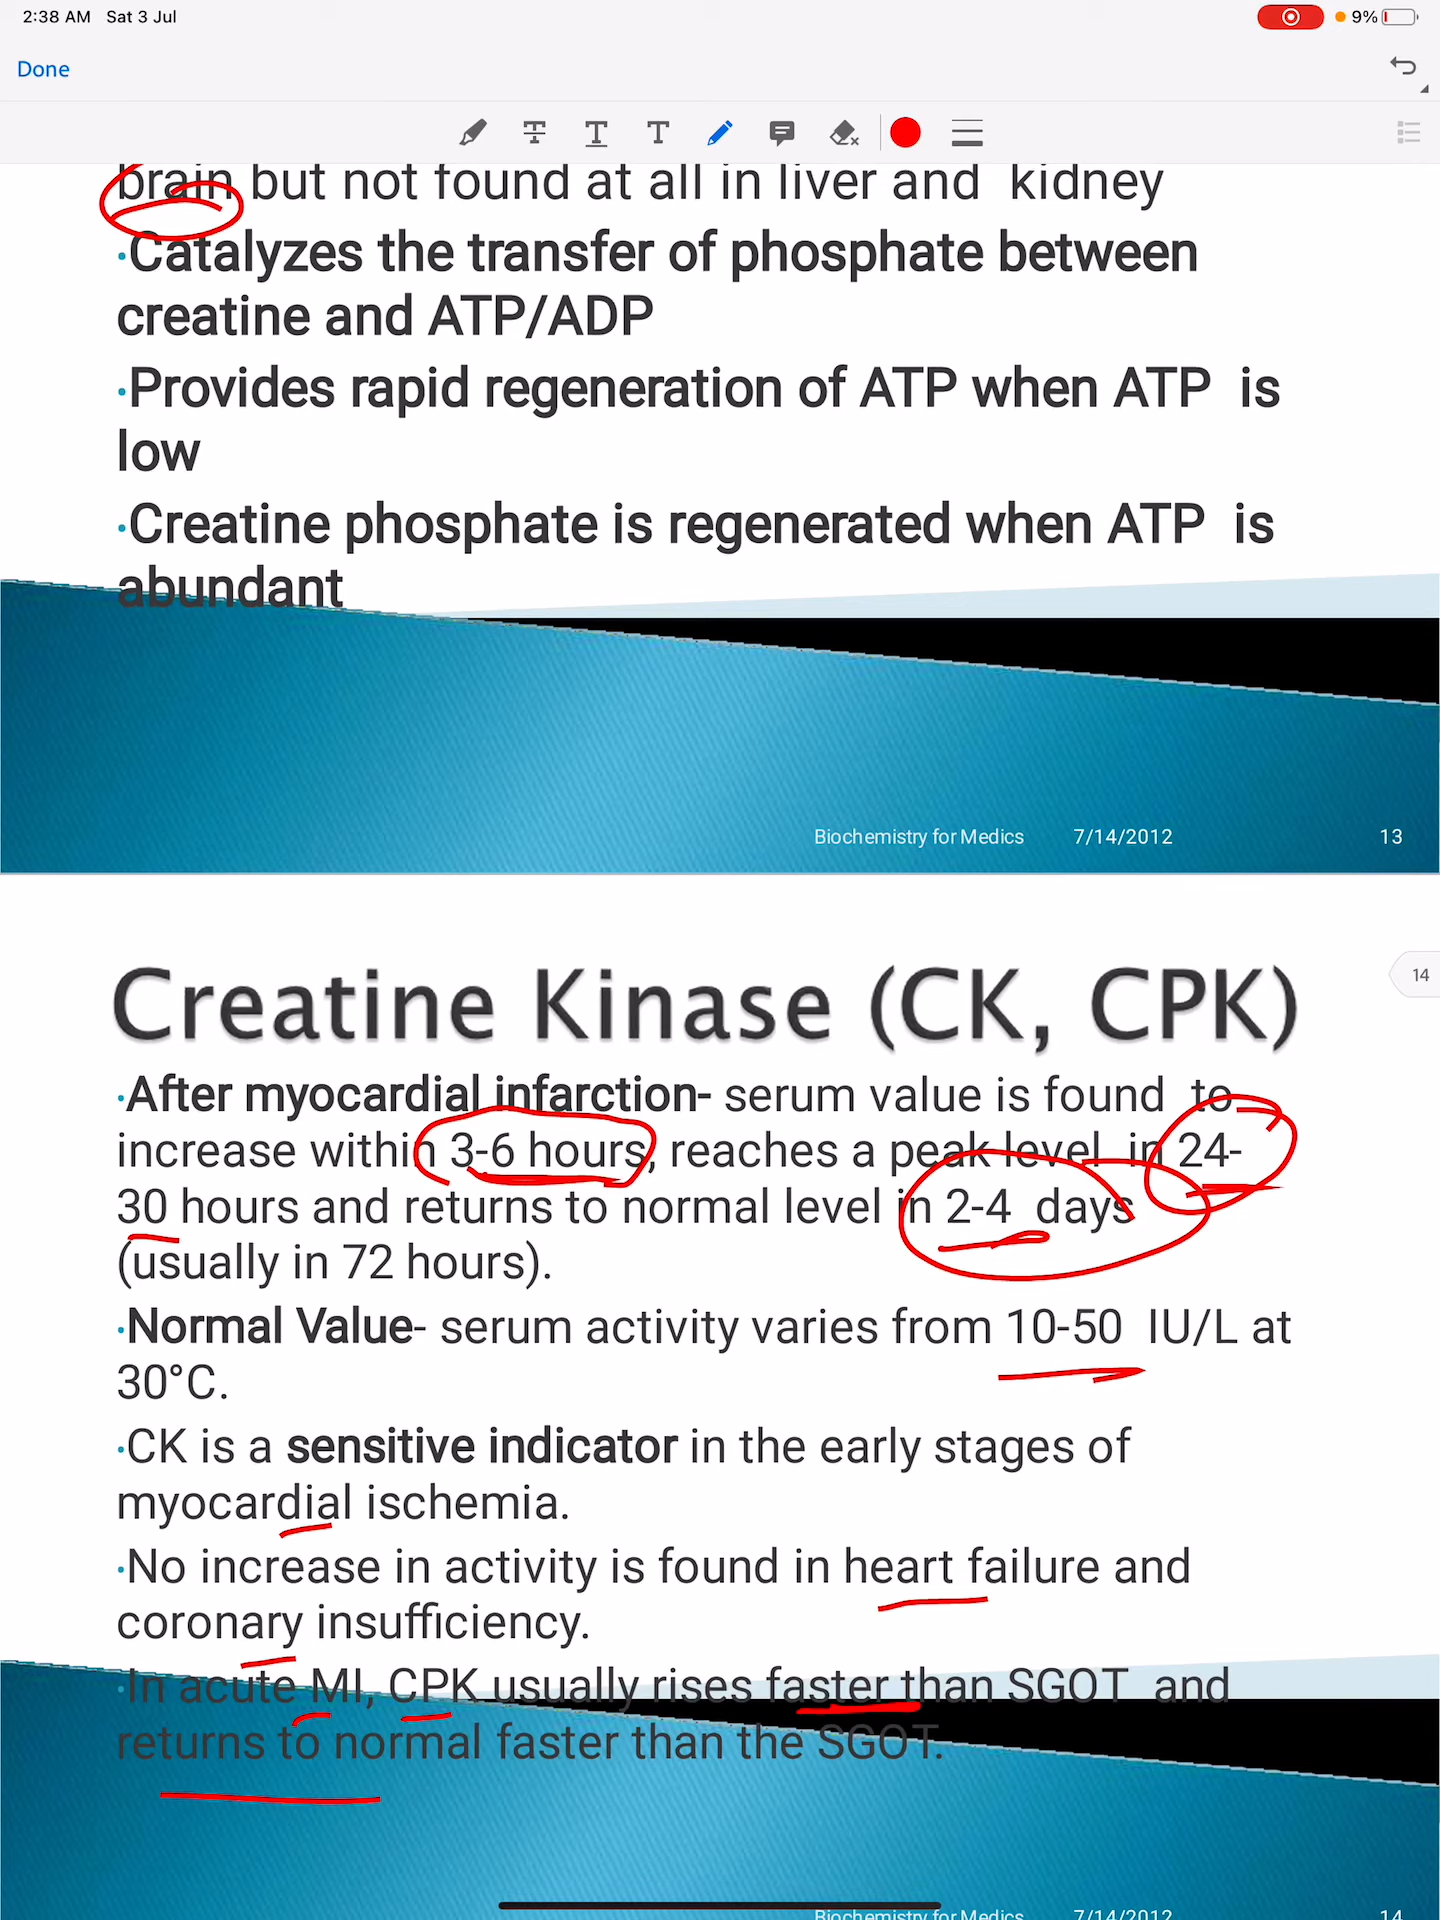 2:38 AM Sat 3 Jul
9%
Done
brain but not found at all in liver and kidney
·Catalyzes the transfer of phosphate between
creatine and ATP/ADP
·Provides rapid regeneration of ATP when ATP is
low
·Creatine phosphate is regenerated when ATP is
abundant
Biochemistry for Medics 7/14/2012 13
14
Creatine Kinase (CK, CPK)
·After myocardial infarction- serum value is found to
increase within 3-6 hours, reaches a peak level in 24-
30 hours and returns to normal level in 2-4 days
(usually in 72 hours).
·Normal Value- serum activity varies from 10-50 IU/L at
30°C.
·CK is a sensitive indicator in the early stages of
myocardial ischemia.
·No increase in activity is found in heart failure and
coronary insufficiency.
·In acute MI, CPK usually rises faster than SGOT and
returns to normal faster than the SGOT.
Biochemistry for Medics 7/14/2012 14